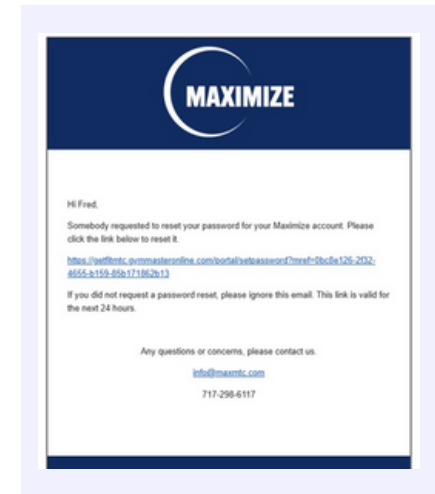 MAXIMIZE
Hi Fred,
Somebody requested to reset your password for your Maximize account. Please
click the link below to reset it.
https://getfitmtc.gymmasteronline.com/portal/setpassword?mref=0bc8e126-2f32-
4655-b159-85b171862b13
If you did not request a password reset, please ignore this email. This link is valid for
the next 24 hours.
Any questions or concerns, please contact us.
info@maxmtc.com
717-298-6117